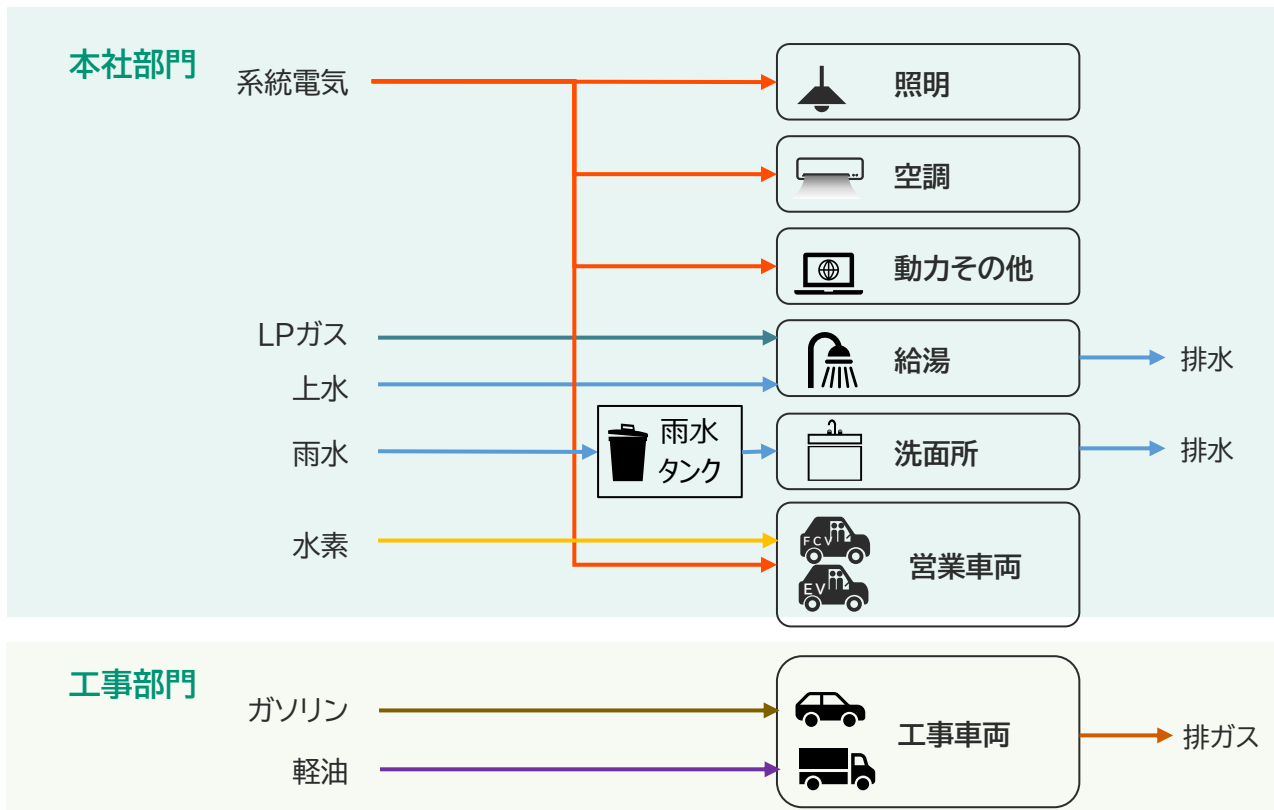 本社部門
系統電気
照明
空調
動力その他
LPガス
給湯
排水
上水
雨水
雨水
タンク
洗面所
排水
水素
FCV
EV
営業車両
工事部門
ガソリン
工事車両
排ガス
軽油